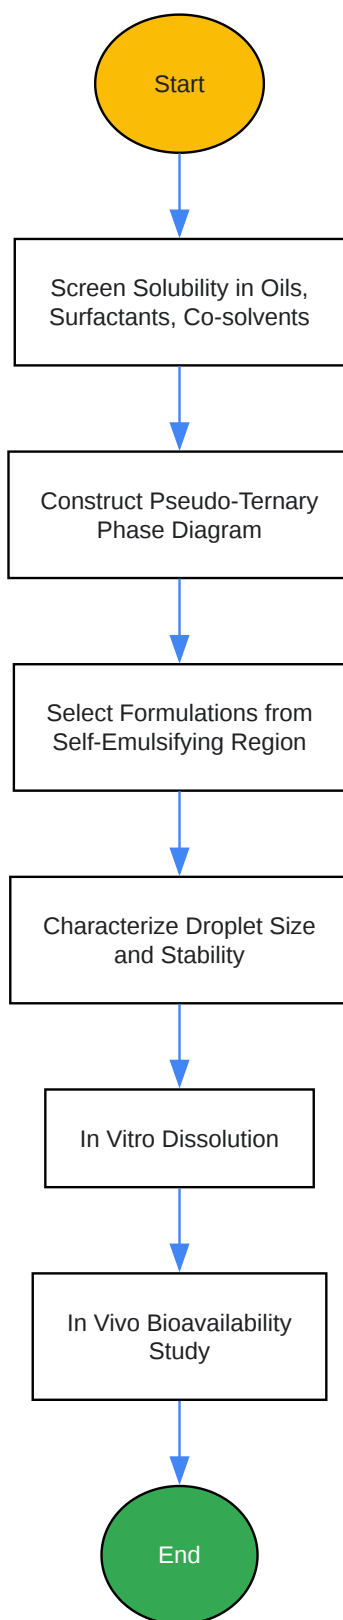 Start
Screen Solubility in Oils,
Surfactants, Co-solvents
Construct Pseudo-Ternary
Phase Diagram
Select Formulations from
Self-Emulsifying Region
Characterize Droplet Size
and Stability
In Vitro Dissolution
In Vivo Bioavailability
Study
End